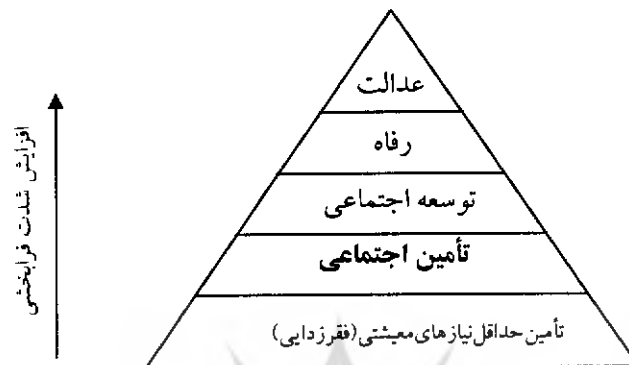 عدالت
رفاه
توسعه اجتماعی
تأمین اجتماعی
تأمین حداقل نیازهای معیشتی (فقرزدایی)
افزایش شدت فرابخشی